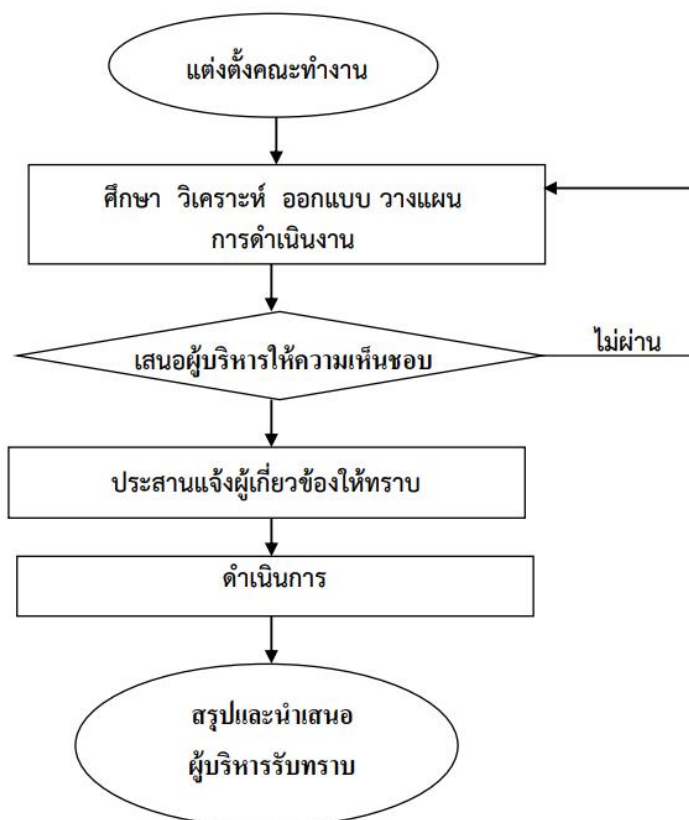 แต่งตั้งคณะทำงาน
ศึกษา วิเคราะห์ ออกแบบ วางแผน
การดำเนินงาน
เสนอผู้บริหารให้ความเห็นชอบ
ไม่ผ่าน
ประสานแจ้งผู้เกี่ยวข้องให้ทราบ
ดำเนินการ
สรุปและนำเสนอ
ผู้บริหารรับทราบ